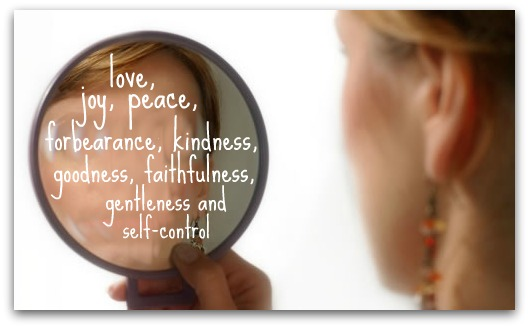 love,
joy, peace,
forbearance, kindness,
goodness, faithfulness,
gentleness and
self-control